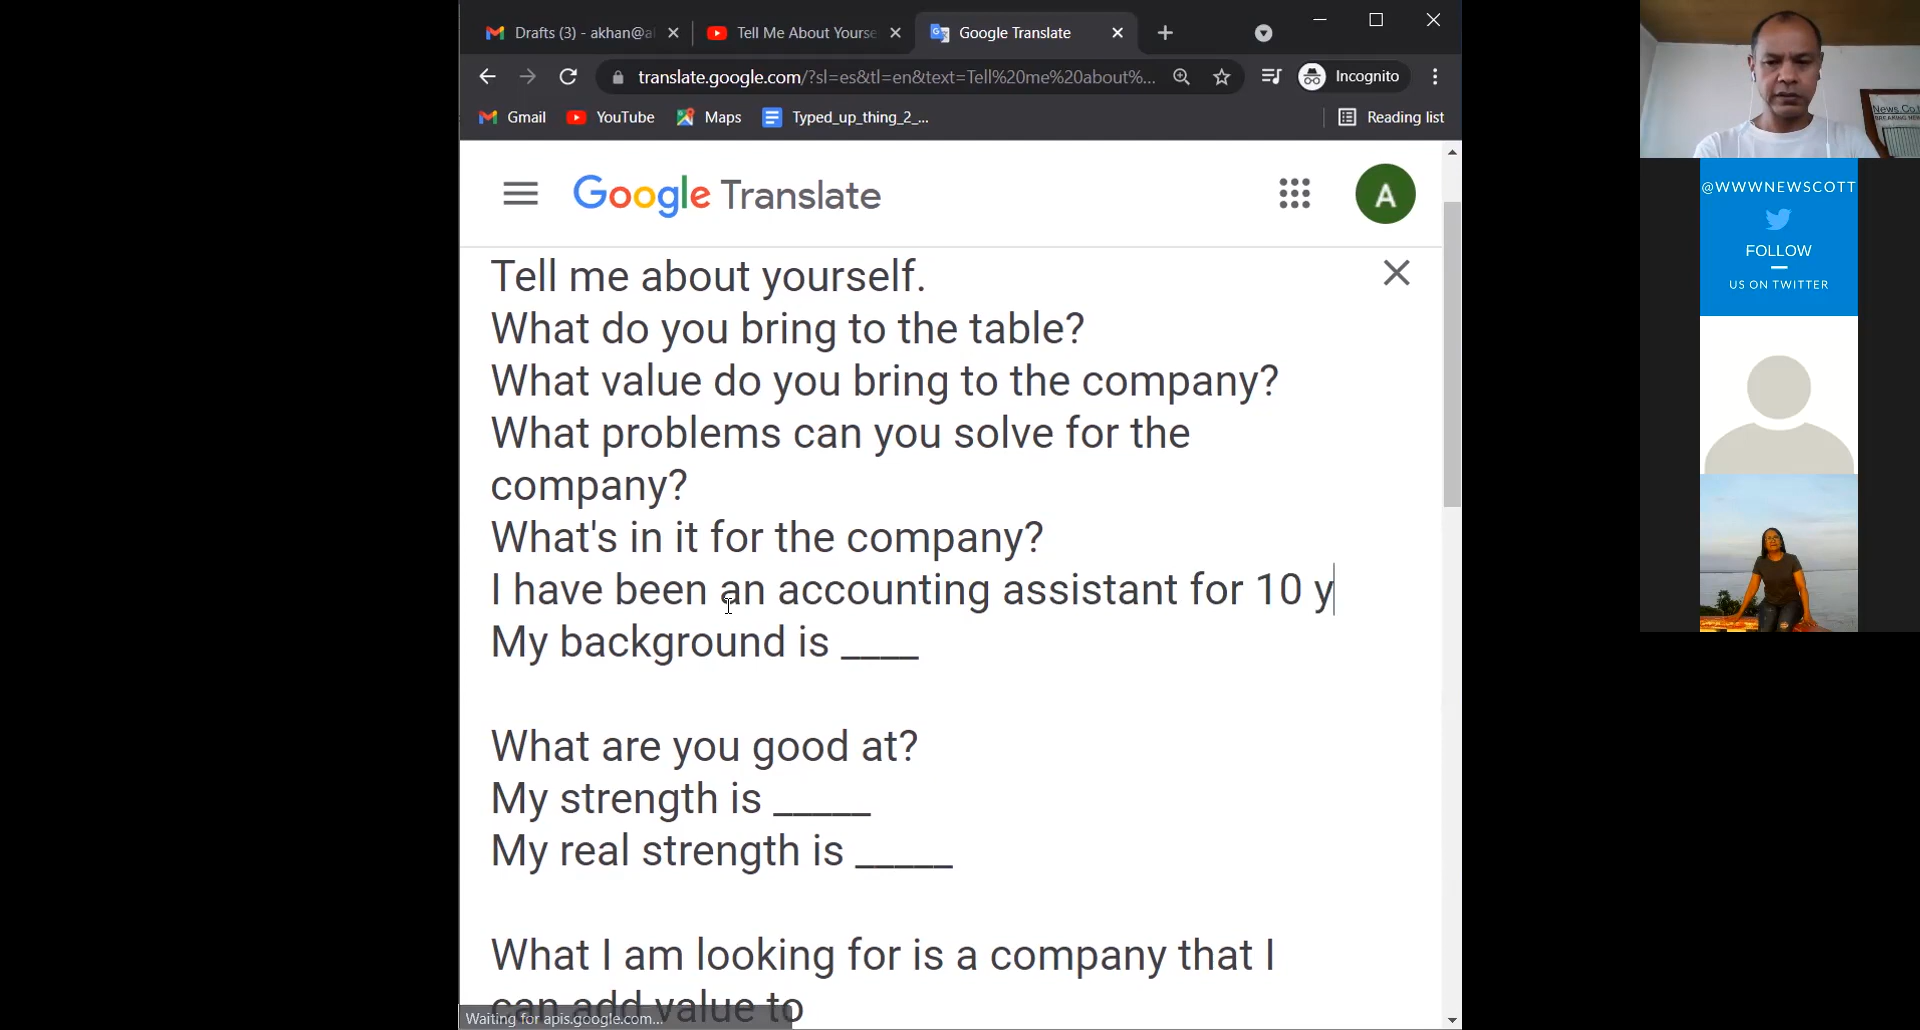 Drafts (3) - akhan@a
Tell Me About Yourse
Google Translate
translate.google.com/?sl=es&tl=en&text=Tell%20me%20about%...
Incognito
Gmail
YouTube
Maps
Typed_up_thing_2_...
Reading list
Google Translate
A
Tell me about yourself.
What do you bring to the table?
What value do you bring to the company?
What problems can you solve for the
company?
What's in it for the company?
I have been an accounting assistant for 10 y
My background is ____
What are you good at?
My strength is _____
My real strength is _____
What I am looking for is a company that I
can add value to
Waiting for apis.google.com...
News.Co.
BREAKING NEW
@WWWNEWSCOTT
FOLLOW
US ON TWITTER